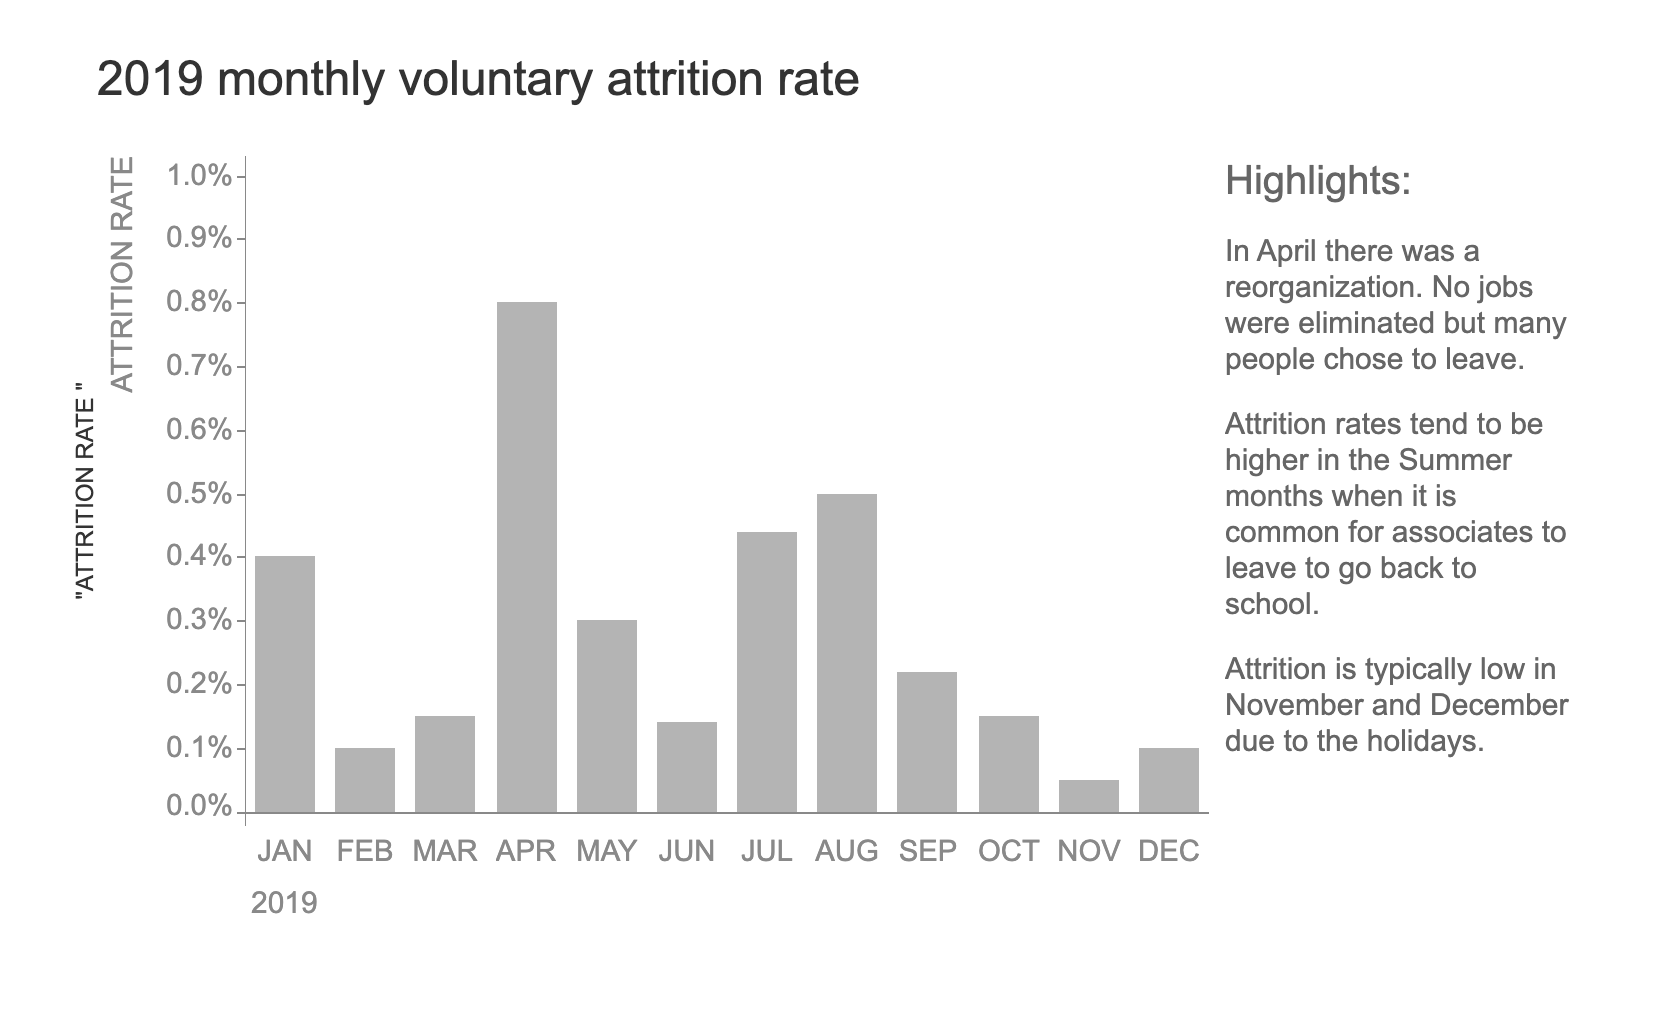 2019 monthly voluntary attrition rate
ATTRITION RATE
"ATTRITION RATE "
1.0%
0.9%
0.8%
0.7%
0.6%
0.5%
0.4%
0.3%
0.2%
0.1%
0.0%
JAN FEB MAR APR MAY JUN JUL AUG SEP OCT NOV DEC
2019
Highlights:
In April there was a
reorganization. No jobs
were eliminated but many
people chose to leave.
Attrition rates tend to be
higher in the Summer
months when it is
common for associates to
leave to go back to
school.
Attrition is typically low in
November and December
due to the holidays.